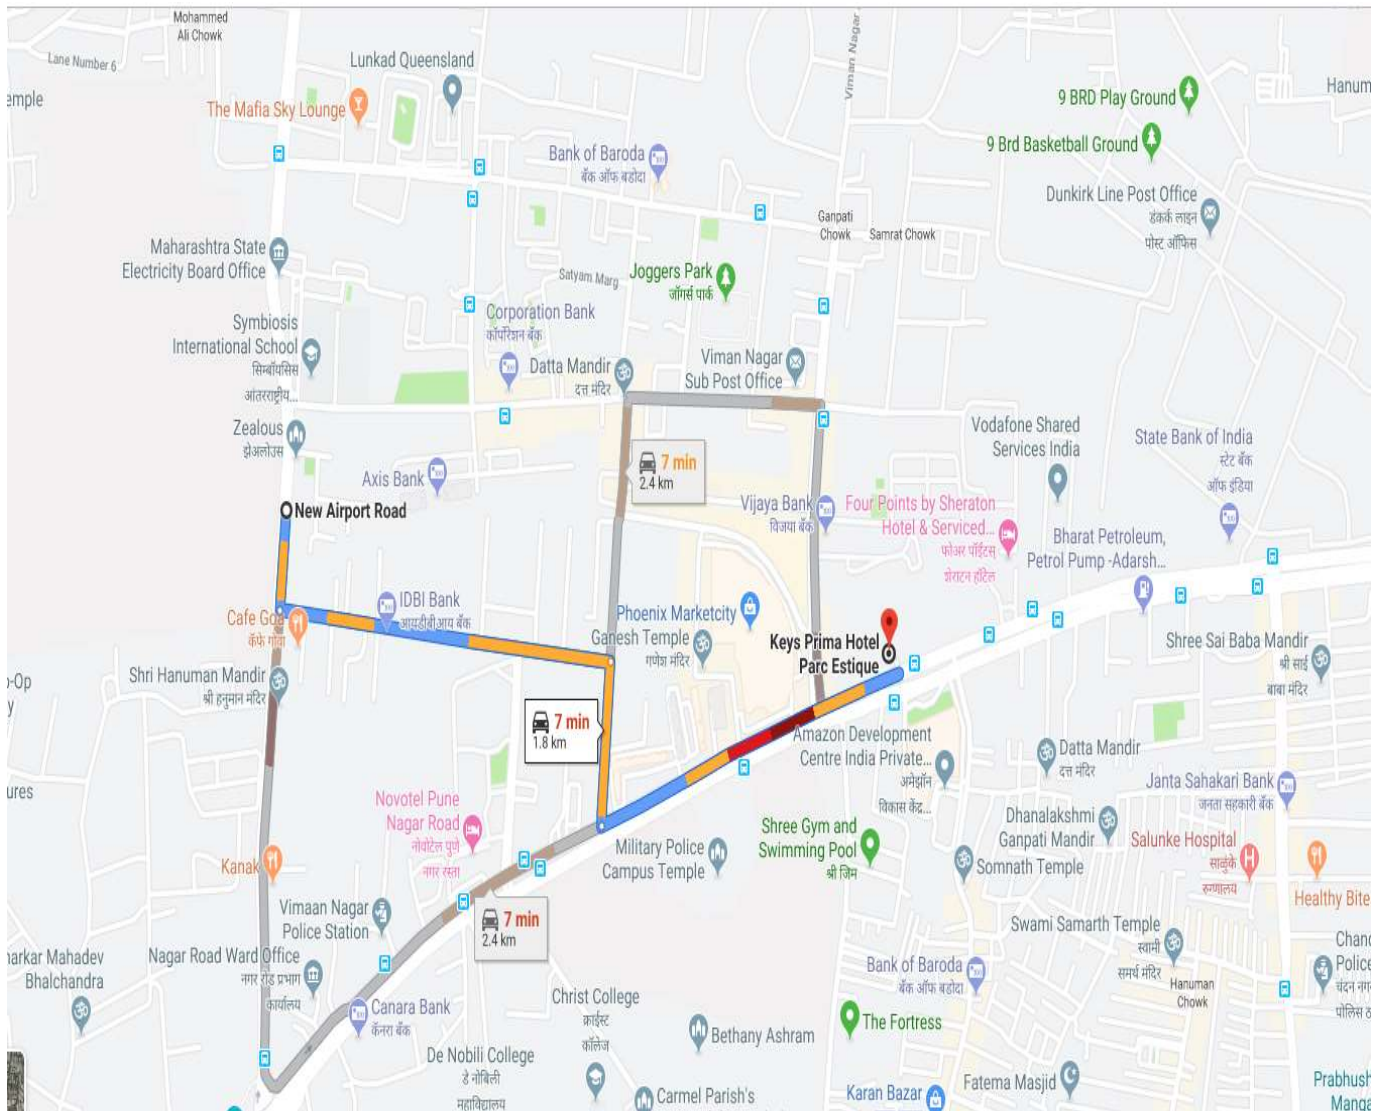 Mohammed
Ali Chowk
Lane Number 6
Lunkad Queensland
emple
The Mafia Sky Lounge
Viman Nagar
9 BRD Play Ground
Hanum
9 Brd Basketball Ground
Bank of Baroda
बँक ऑफ बडोदा
Dunkirk Line Post Office
डंकर्क लाइन
पोस्ट ऑफिस
Ganpati
Chowk
Samrat Chowk
Maharashtra State
Electricity Board Office
Satyam Marg
Joggers Park
जॉगर्स पार्क
Corporation Bank
कॉर्पोरेशन बँक
Symbiosis
International School
सिम्बॉयसिस
आंतरराष्ट्रीय...
Datta Mandir
दत्त मंदिर
Viman Nagar
Sub Post Office
Zealous
झेअलोउस
Vodafone Shared
Services India
State Bank of India
स्टेट बँक
ऑफ इंडिया
7 min
2.4 km
Axis Bank
New Airport Road
Vijaya Bank
विजया बँक
Four Points by Sheraton
Hotel & Serviced...
फोअर पॉईंटस
शेराटन हॉटेल
Bharat Petroleum,
Petrol Pump -Adarsh...
IDBI Bank
आयडीबीआय बँक
Cafe Goa
कॅफे गोवा
Phoenix Marketcity
Ganesh Temple
गणेश मंदिर
Keys Prima Hotel
Parc Estique
Shree Sai Baba Mandir
श्री साई
बाबा मंदिर
Shri Hanuman Mandir
श्री हनुमान मंदिर
o-Op
y
7 min
1.8 km
Amazon Development
Centre India Private...
अमेझॉन
विकास केंद्र...
Datta Mandir
दत्त मंदिर
Janta Sahakari Bank
जनता सहकारी बँक
ures
Novotel Pune
Nagar Road
नोवोटेल पुणे
नगर रस्ता
Dhanalakshmi
Ganpati Mandir
Shree Gym and
Swimming Pool
श्री जिम
Military Police
Campus Temple
Salunke Hospital
साळुंके
रुग्णालय
Somnath Temple
Kanak
Healthy Bite
Vimaan Nagar
Police Station
7 min
2.4 km
Swami Samarth Temple
स्वामी
समर्थ मंदिर
Nagar Road Ward Office
नगर रोड प्रभाग
कार्यालय
harkar Mahadev
Bhalchandra
Bank of Baroda
बँक ऑफ बडोदा
Hanuman
Chowk
Chand
Police
चंदन नग
पोलिस ठ
Canara Bank
कॅनरा बँक
Christ College
क्राईस्ट
कॉलेज
The Fortress
Bethany Ashram
De Nobili College
डे नोबिली
महाविद्यालय
Carmel Parish's
Karan Bazar
Fatema Masjid
Prabhush
Manga